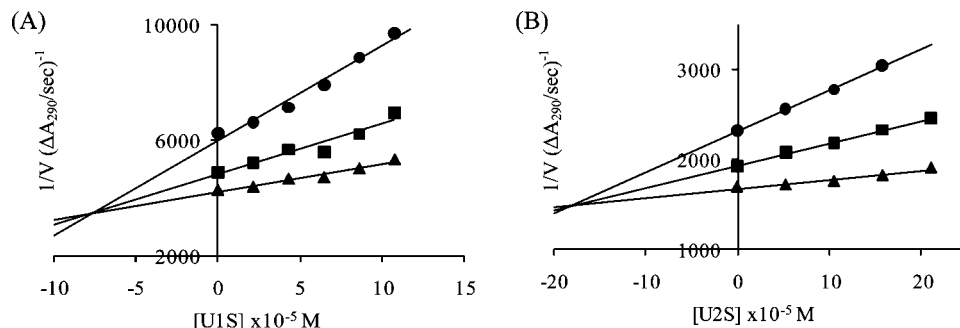 (A)
1/V (ΔA₂₉₀/sec)⁻¹
10000
6000
2000
-10 -5 0 5 10 15
[U1S] x10⁻⁵ M
(B)
1/V (ΔA₂₉₀/sec)⁻¹
3000
2000
1000
-20 -10 0 10 20
[U2S] x10⁻⁵ M